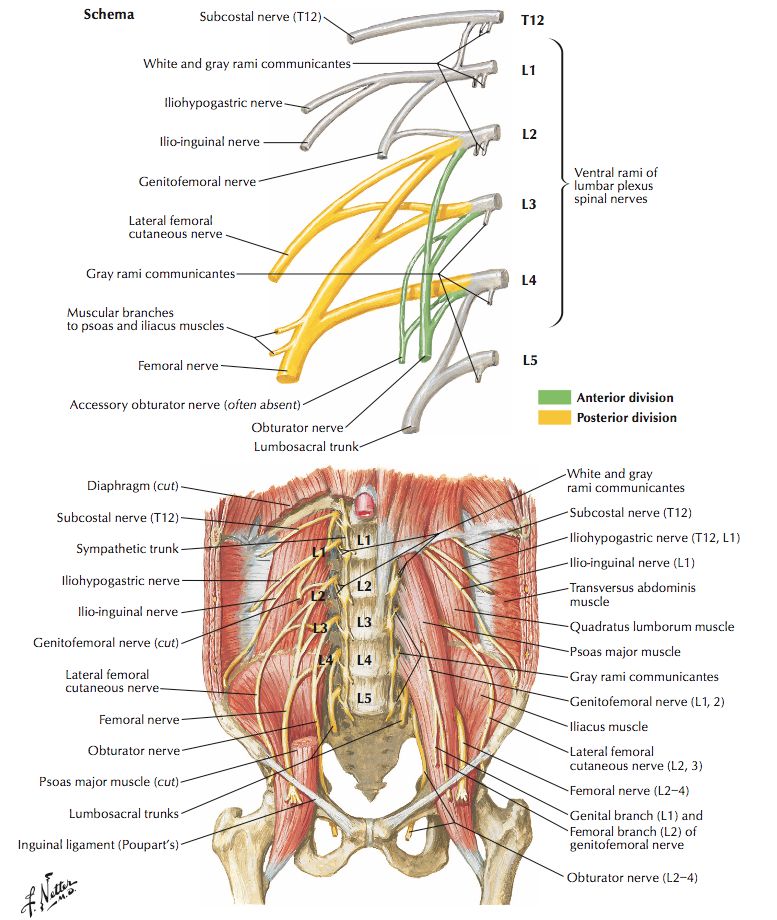 Schema
Subcostal nerve (T12)
T12
White and gray rami communicantes
L1
Iliohypogastric nerve
L2
Ilio-inguinal nerve
Genitofemoral nerve
Ventral rami of
lumbar plexus
spinal nerves
L3
Lateral femoral
cutaneous nerve
Gray rami communicantes
L4
Muscular branches
to psoas and iliacus muscles
Femoral nerve
L5
Accessory obturator nerve (often absent)
Anterior division
Posterior division
Obturator nerve
Lumbosacral trunk
Diaphragm (cut)
Subcostal nerve (T12)
Sympathetic trunk
Iliohypogastric nerve
Ilio-inguinal nerve
Genitofemoral nerve (cut)
Lateral femoral
cutaneous nerve
Femoral nerve
Obturator nerve
Psoas major muscle (cut)
Lumbosacral trunks
Inguinal ligament (Poupart's)
L1
L2
L3
L4
L1
L2
L3
L4
L5
White and gray
rami communicantes
Subcostal nerve (T12)
Iliohypogastric nerve (T12, L1)
Ilio-inguinal nerve (L1)
Transversus abdominis
muscle
Quadratus lumborum muscle
Psoas major muscle
Gray rami communicantes
Genitofemoral nerve (L1, 2)
Iliacus muscle
Lateral femoral
cutaneous nerve (L2, 3)
Femoral nerve (L2–4)
Genital branch (L1) and
Femoral branch (L2) of
genitofemoral nerve
Obturator nerve (L2–4)
F. Netter
M.D.